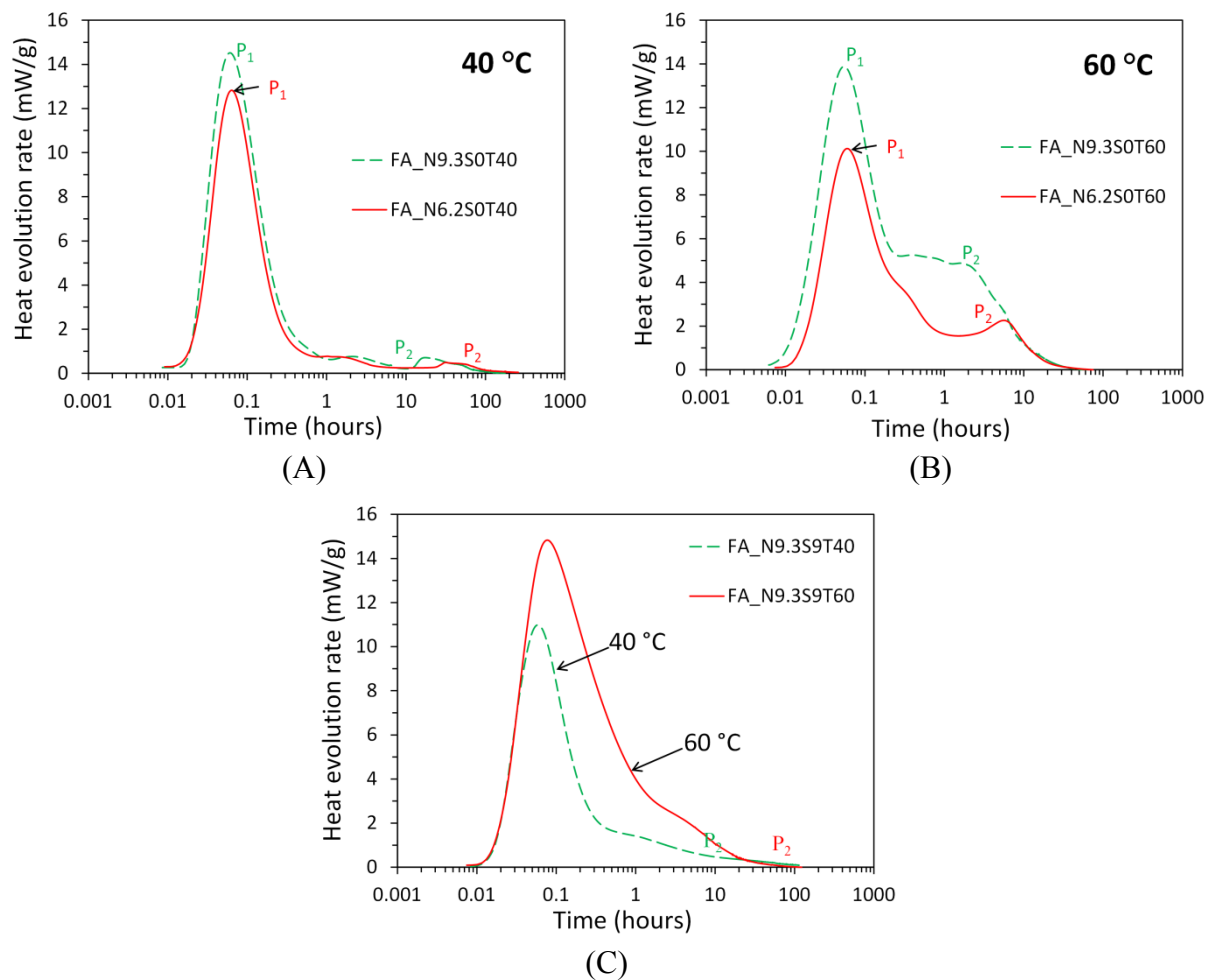 16
14
12
10
8
6
4
2
0
Heat evolution rate (mW/g)
P1
P1
40 °C
FA_N9.3S0T40
FA_N6.2S0T40
P2
P2
0.001 0.01 0.1 1 10 100 1000
Time (hours)
(A)
16
14
12
10
8
6
4
2
0
Heat evolution rate (mW/g)
P1
P1
60 °C
FA_N9.3S0T60
FA_N6.2S0T60
P2
P2
0.001 0.01 0.1 1 10 100 1000
Time (hours)
(B)
16
14
12
10
8
6
4
2
0
Heat evolution rate (mW/g)
FA_N9.3S9T40
FA_N9.3S9T60
40 °C
60 °C
P2
P2
0.001 0.01 0.1 1 10 100 1000
Time (hours)
(C)